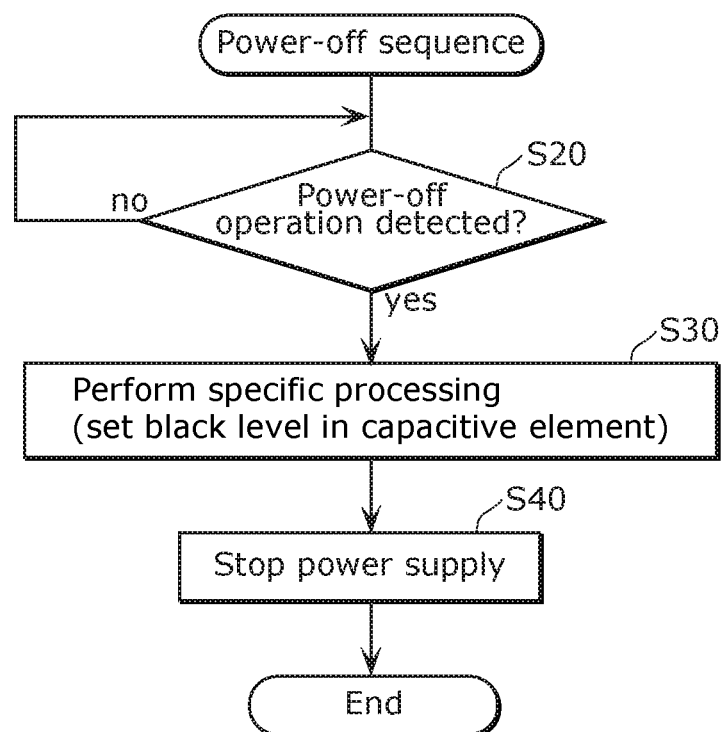 Power-off sequence
S20
Power-off
operation detected?
no
yes
S30
Perform specific processing
(set black level in capacitive element)
S40
Stop power supply
End